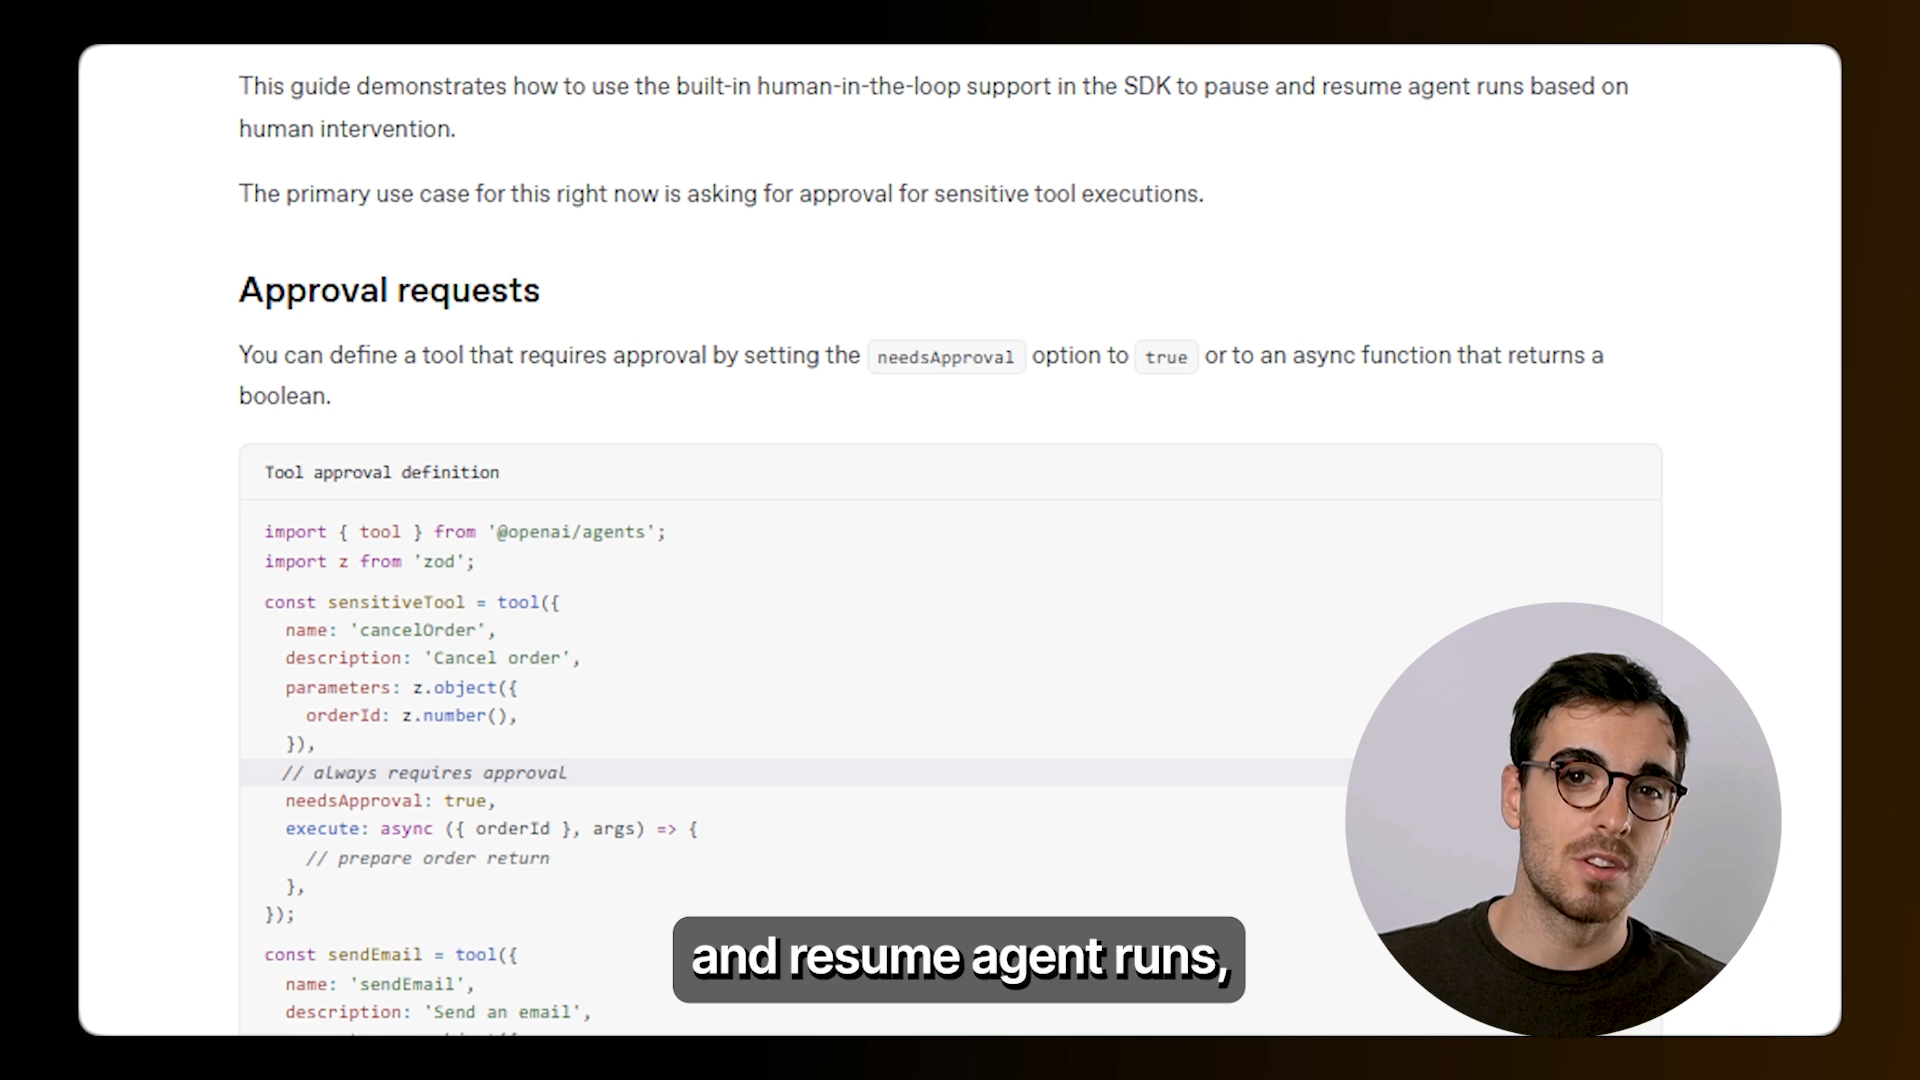 This guide demonstrates how to use the built-in human-in-the-loop support in the SDK to pause and resume agent runs based on
human intervention.
The primary use case for this right now is asking for approval for sensitive tool executions.
Approval requests
You can define a tool that requires approval by setting the needsApproval option to true or to an async function that returns a
boolean.
Tool approval definition
import { tool } from '@openai/agents';
import z from 'zod';
const sensitiveTool = tool({
  name: 'cancelOrder',
  description: 'Cancel order',
  parameters: z.object({
    orderId: z.number(),
  }),
  // always requires approval
  needsApproval: true,
  execute: async ({ orderId }, args) => {
    // prepare order return
  },
});
const sendEmail = tool({
  name: 'sendEmail',
  description: 'Send an email',
and resume agent runs,